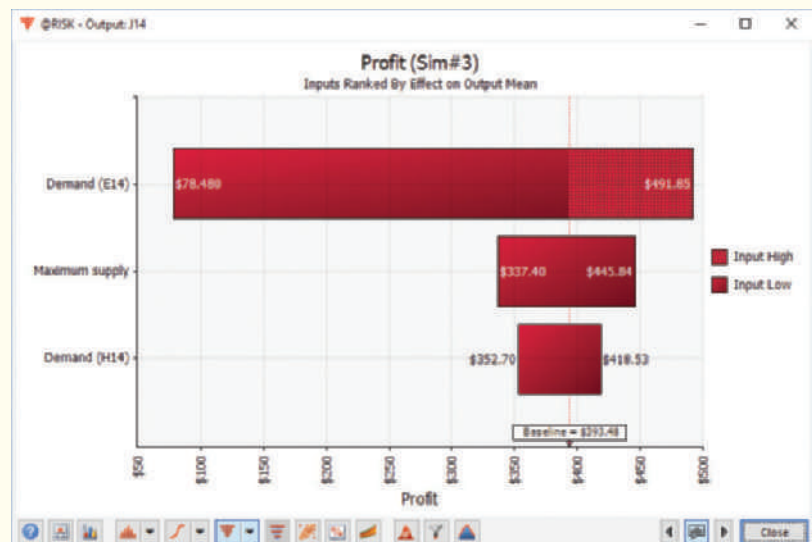 @RISK - Output: J14
Profit (Sim#3)
Inputs Ranked By Effect on Output Mean
Demand (E14)
$78.480
$491.85
Maximum supply
$337.40
$445.84
Input High
Input Low
Demand (H14)
$352.70
$418.53
Baseline = $393.48
$50
$100
$150
$200
$250
$300
$350
$400
$450
$500
Profit
Close